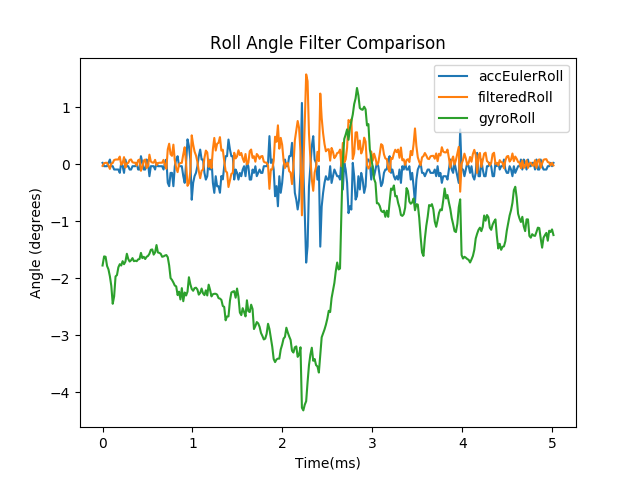 Roll Angle Filter Comparison
accEulerRoll
filteredRoll
gyroRoll
Angle (degrees)
1
0
−1
−2
−3
−4
0 1 2 3 4 5
Time(ms)